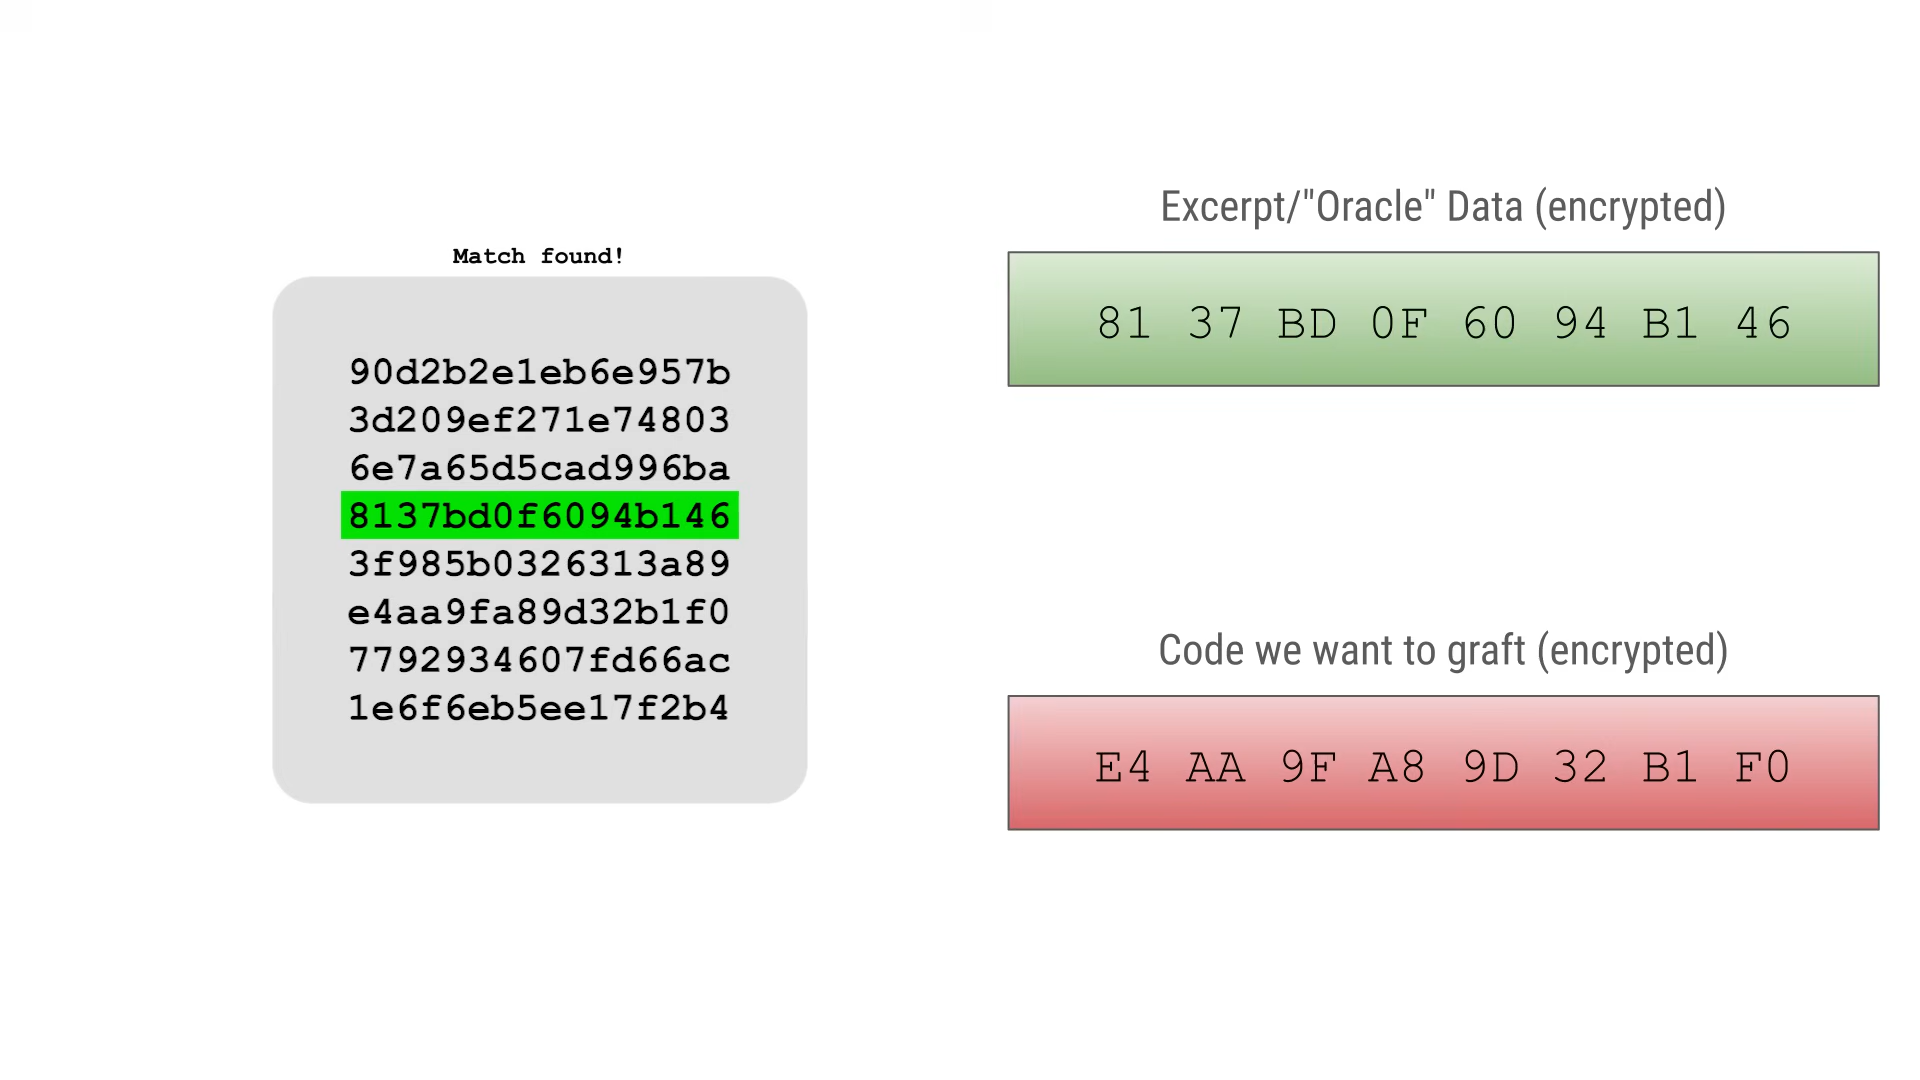 Match found!
90d2b2e1eb6e957b
3d209ef271e74803
6e7a65d5cad996ba
8137bd0f6094b146
3f985b0326313a89
e4aa9fa89d32b1f0
7792934607fd66ac
1e6f6eb5ee17f2b4
Excerpt/"Oracle" Data (encrypted)
81 37 BD 0F 60 94 B1 46
Code we want to graft (encrypted)
E4 AA 9F A8 9D 32 B1 F0